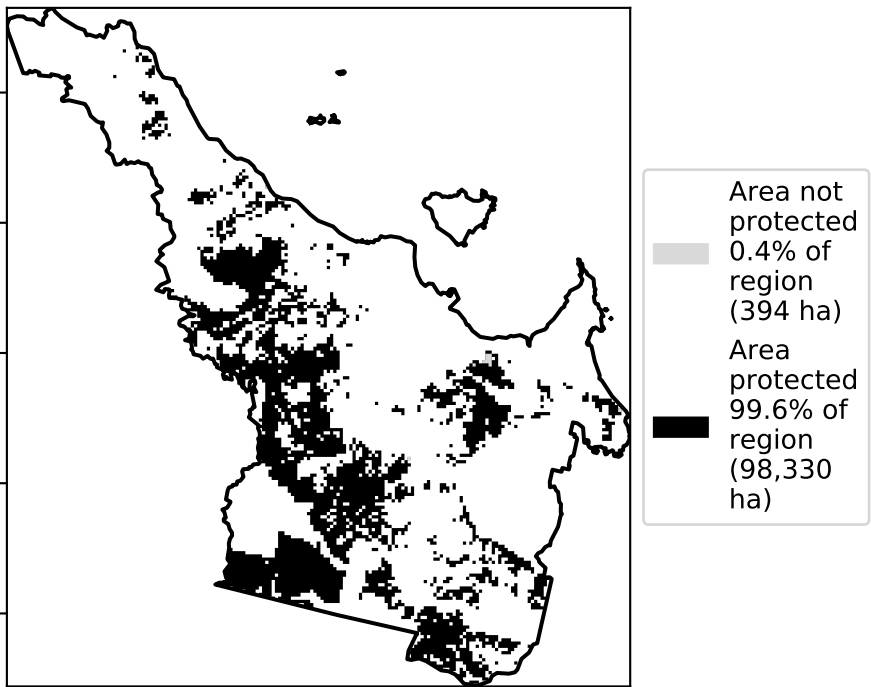 Area not
protected
0.4% of
region
(394 ha)
Area
protected
99.6% of
region
(98,330
ha)